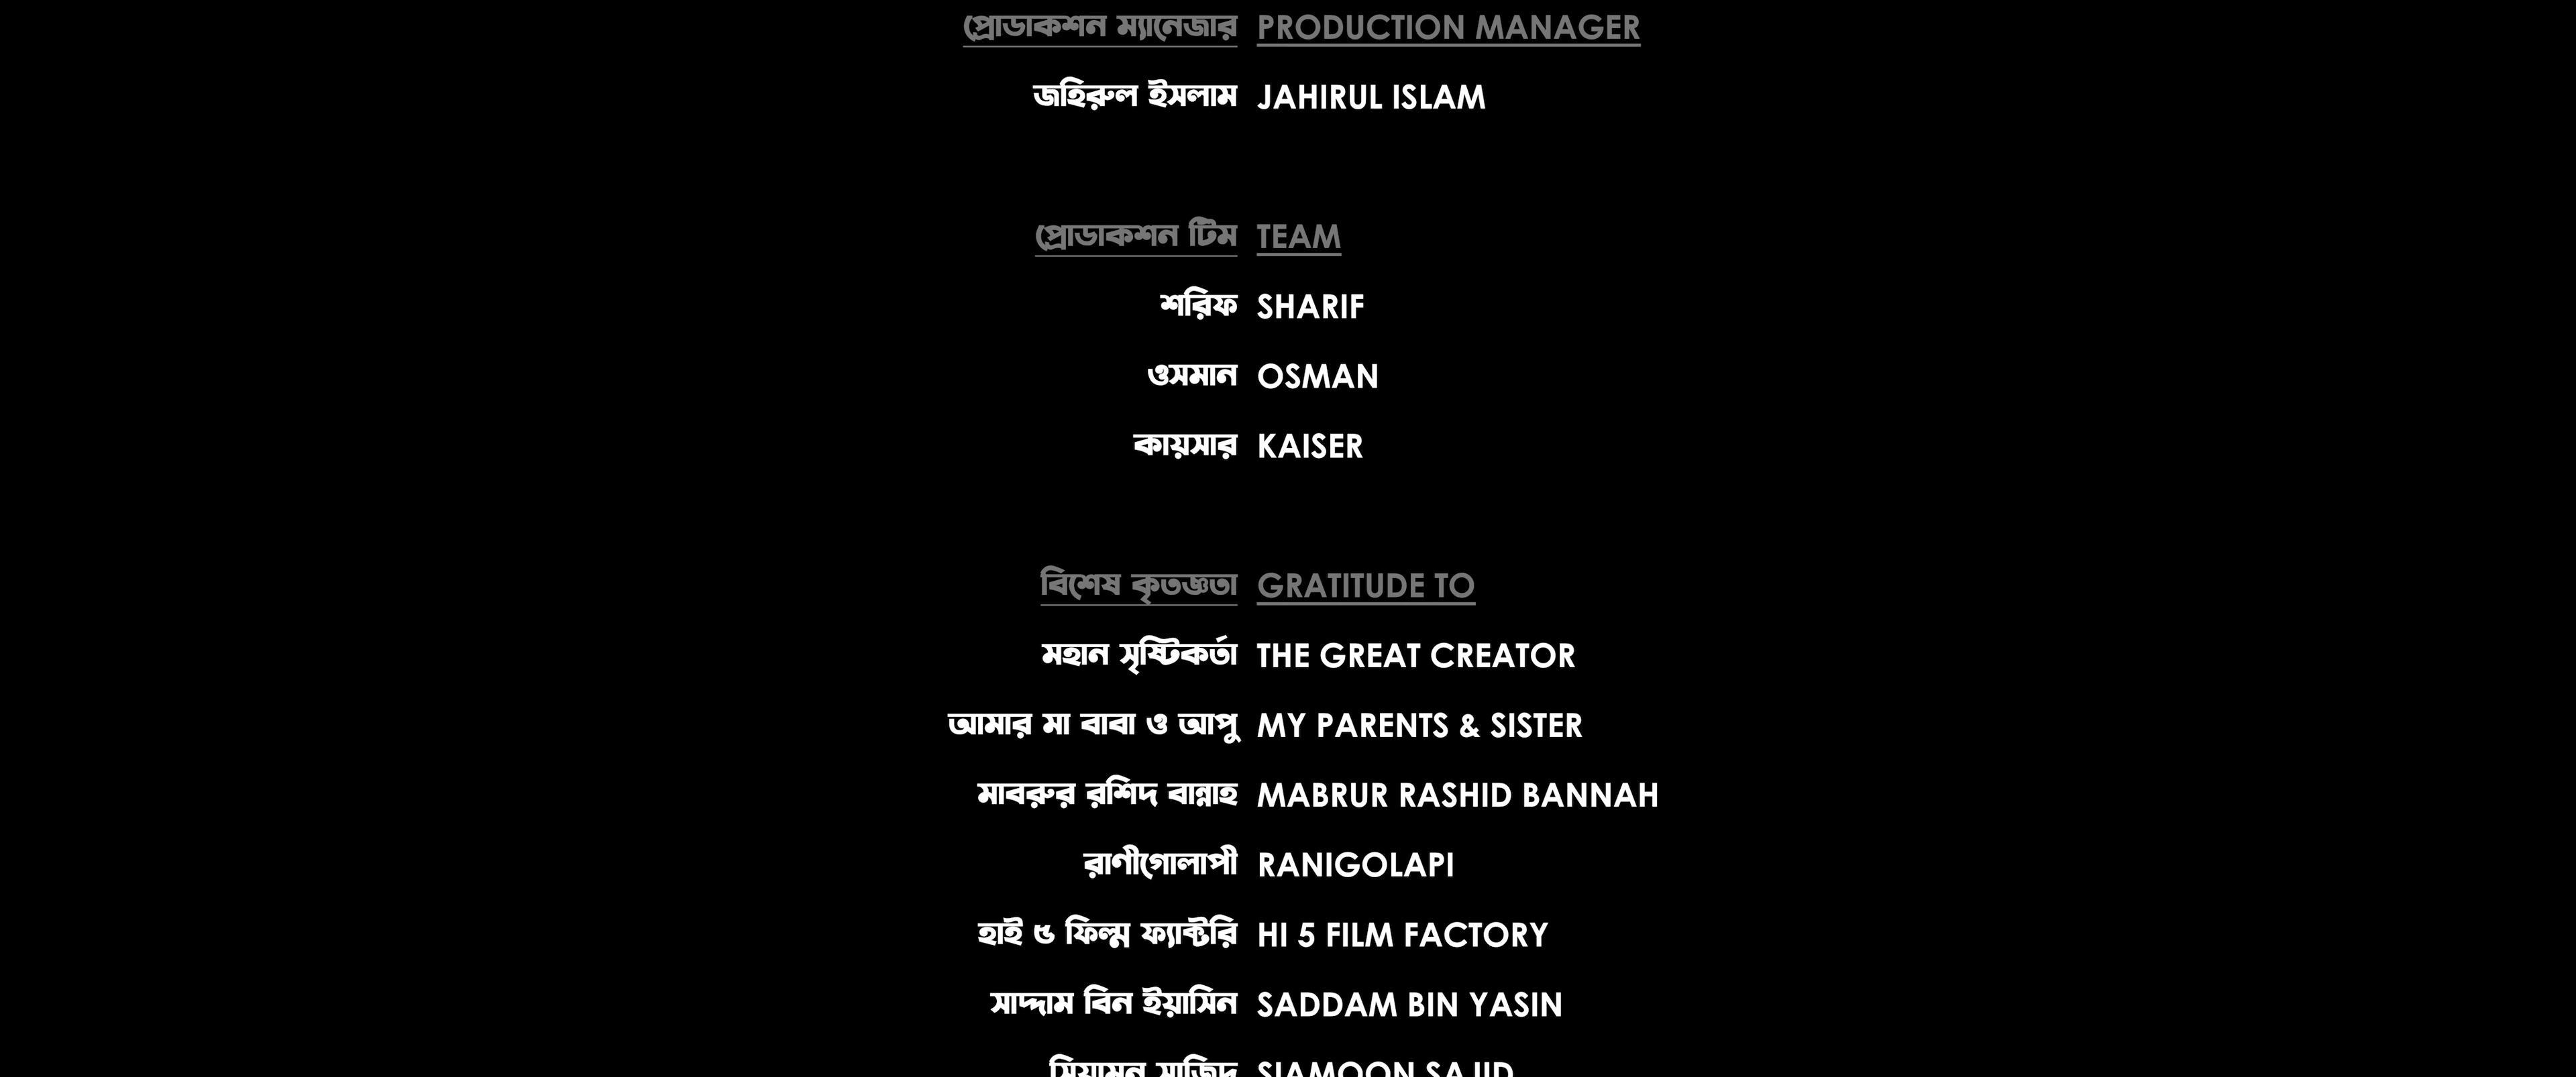 প্রোডাকশন ম্যানেজার PRODUCTION MANAGER
জহিরুল ইসলাম JAHIRUL ISLAM
প্রোডাকশন টিম TEAM
শরিফ SHARIF
ওসমান OSMAN
কায়সার KAISER
বিশেষ কৃতজ্ঞতা GRATITUDE TO
মহান সৃষ্টিকর্তা THE GREAT CREATOR
আমার মা বাবা ও আপু MY PARENTS & SISTER
মাবরুর রশিদ বান্নাহ MABRUR RASHID BANNAH
রাণীগোলাপী RANIGOLAPI
হাই ৫ ফিল্ম ফ্যাক্টরি HI 5 FILM FACTORY
সাদ্দাম বিন ইয়াসিন SADDAM BIN YASIN
সিয়ামুন সাজিদ SIAMOON SAJID